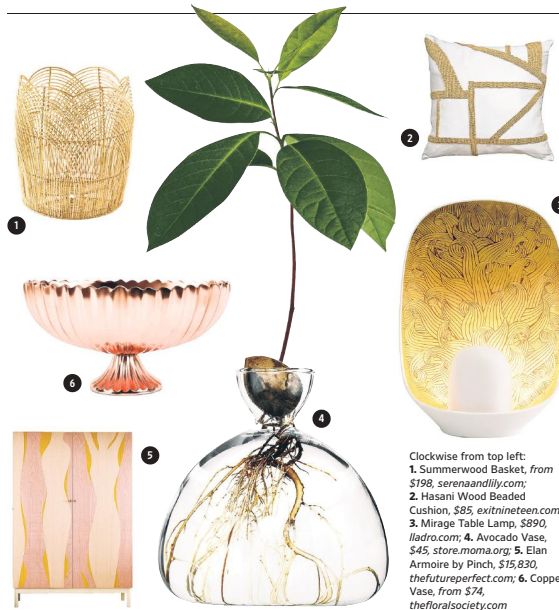 1
2
6
4
5
Clockwise from top left:
1. Summerwood Basket, from
$198, serenaandlily.com;
2. Hasani Wood Beaded
Cushion, $85, exitnineteen.com
3. Mirage Table Lamp, $890,
lladro.com; 4. Avocado Vase,
$45, store.moma.org; 5. Elan
Armoire by Pinch, $15,830,
thefutureperfect.com; 6. Coppe
Vase, from $74,
thefloralsociety.com